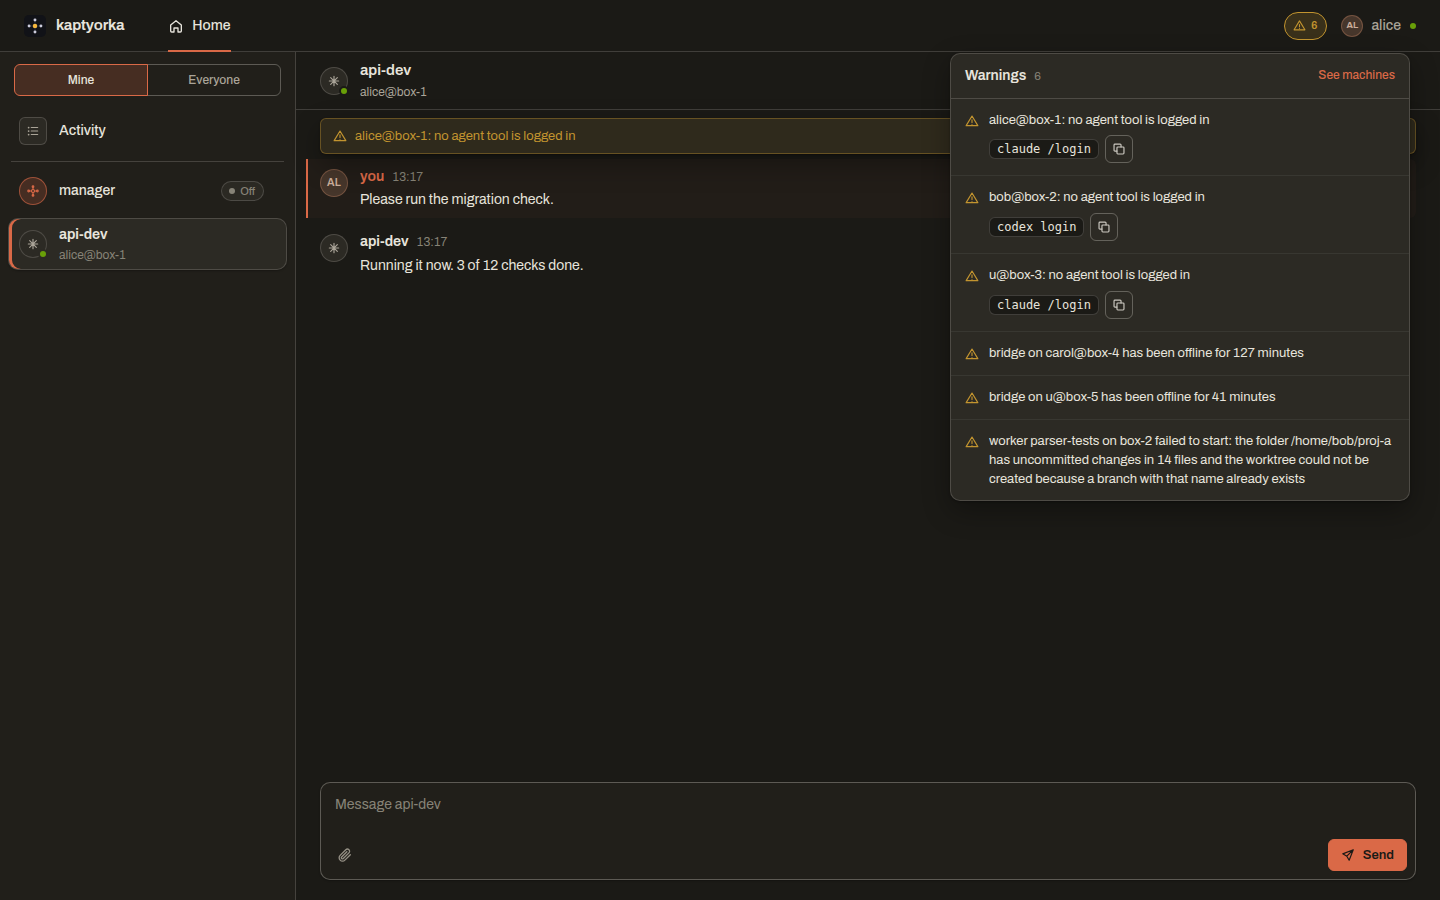 kaptyorka
Home
6
AL
alice
Mine
Everyone
Activity
manager
Off
api-dev
alice@box-1
api-dev
alice@box-1
alice@box-1: no agent tool is logged in
AL
you 13:17
Please run the migration check.
api-dev 13:17
Running it now. 3 of 12 checks done.
Warnings 6
See machines
alice@box-1: no agent tool is logged in
claude /login
bob@box-2: no agent tool is logged in
codex login
u@box-3: no agent tool is logged in
claude /login
bridge on carol@box-4 has been offline for 127 minutes
bridge on u@box-5 has been offline for 41 minutes
worker parser-tests on box-2 failed to start: the folder /home/bob/proj-a
has uncommitted changes in 14 files and the worktree could not be
created because a branch with that name already exists
Message api-dev
Send